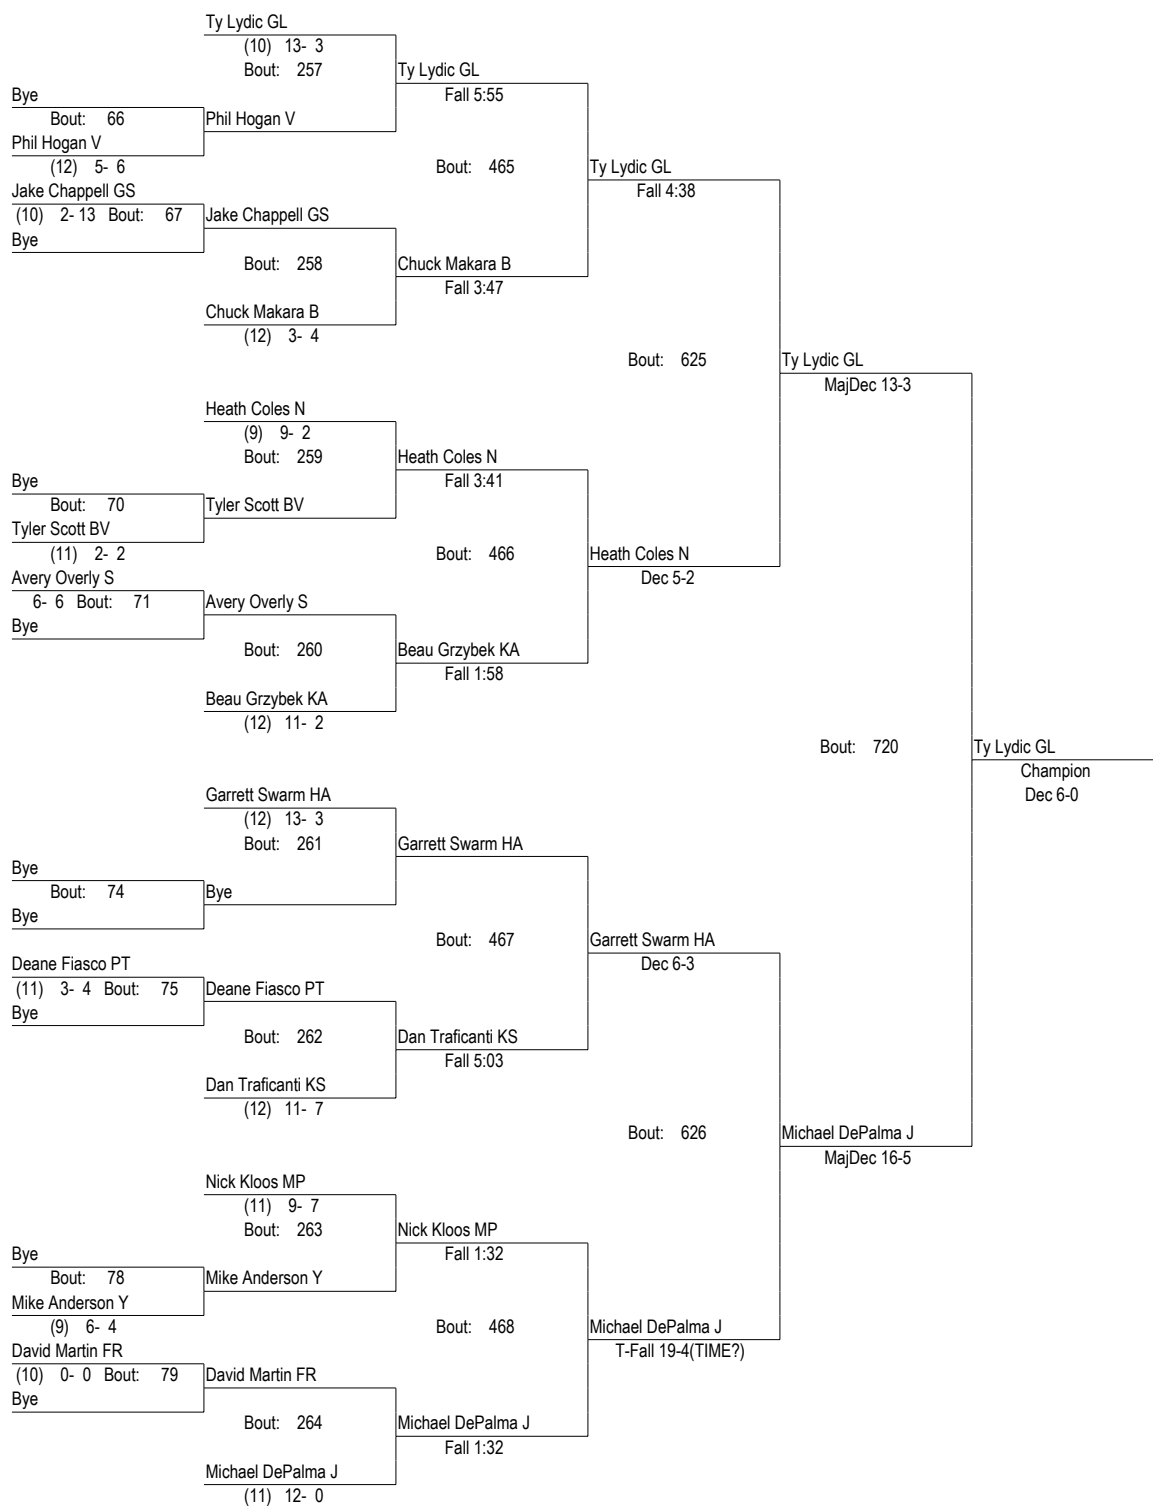 Ty Lydic GL
(10) 13- 3
Bout: 257
Ty Lydic GL
Fall 5:55
Bye
Bout: 66
Phil Hogan V
Phil Hogan V
(12) 5- 6
Bout: 465
Ty Lydic GL
Fall 4:38
Jake Chappell GS
(10) 2- 13 Bout: 67
Jake Chappell GS
Bye
Bout: 258
Chuck Makara B
Fall 3:47
Chuck Makara B
(12) 3- 4
Bout: 625
Ty Lydic GL
MajDec 13-3
Heath Coles N
(9) 9- 2
Bout: 259
Heath Coles N
Fall 3:41
Bye
Bout: 70
Tyler Scott BV
Tyler Scott BV
(11) 2- 2
Bout: 466
Heath Coles N
Dec 5-2
Avery Overly S
6- 6 Bout: 71
Avery Overly S
Bye
Bout: 260
Beau Grzybek KA
Fall 1:58
Beau Grzybek KA
(12) 11- 2
Bout: 720
Ty Lydic GL
Champion
Dec 6-0
Garrett Swarm HA
(12) 13- 3
Bout: 261
Garrett Swarm HA
Bye
Bout: 74
Bye
Bye
Bout: 467
Garrett Swarm HA
Dec 6-3
Deane Fiasco PT
(11) 3- 4 Bout: 75
Deane Fiasco PT
Bye
Bout: 262
Dan Traficanti KS
Fall 5:03
Dan Traficanti KS
(12) 11- 7
Bout: 626
Michael DePalma J
MajDec 16-5
Nick Kloos MP
(11) 9- 7
Bout: 263
Nick Kloos MP
Fall 1:32
Bye
Bout: 78
Mike Anderson Y
Mike Anderson Y
(9) 6- 4
Bout: 468
Michael DePalma J
T-Fall 19-4(TIME?)
David Martin FR
(10) 0- 0 Bout: 79
David Martin FR
Bye
Bout: 264
Michael DePalma J
Fall 1:32
Michael DePalma J
(11) 12- 0